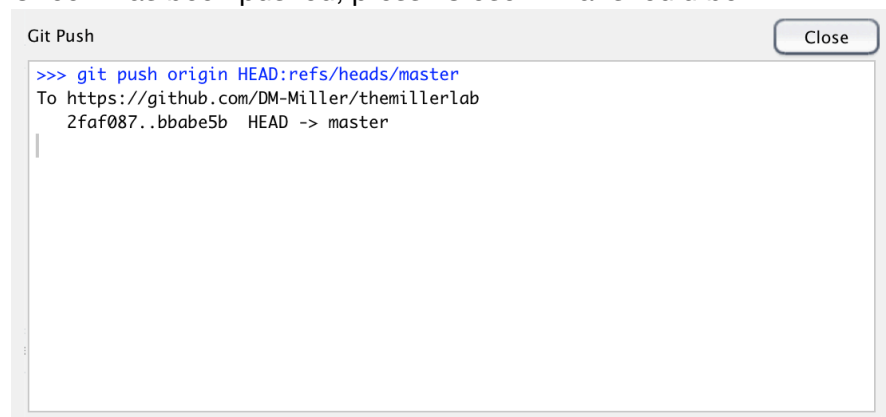 Git Push
Close
>>> git push origin HEAD:refs/heads/master
To https://github.com/DM-Miller/themillerlab
2faf087..bbabe5b HEAD -> master